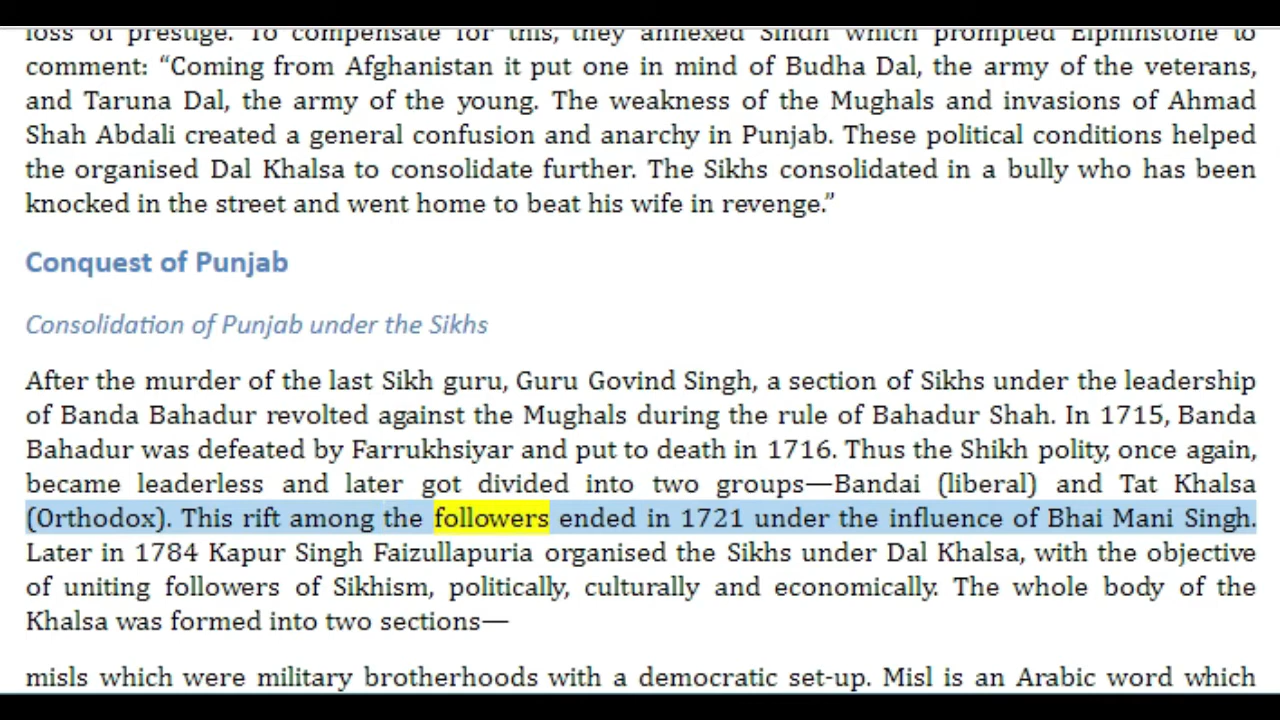 loss of prestige. To compensate for this, they annexed Sindh which prompted Elphinstone to
comment: “Coming from Afghanistan it put one in mind of Budha Dal, the army of the veterans,
and Taruna Dal, the army of the young. The weakness of the Mughals and invasions of Ahmad
Shah Abdali created a general confusion and anarchy in Punjab. These political conditions helped
the organised Dal Khalsa to consolidate further. The Sikhs consolidated in a bully who has been
knocked in the street and went home to beat his wife in revenge.”
Conquest of Punjab
Consolidation of Punjab under the Sikhs
After the murder of the last Sikh guru, Guru Govind Singh, a section of Sikhs under the leadership
of Banda Bahadur revolted against the Mughals during the rule of Bahadur Shah. In 1715, Banda
Bahadur was defeated by Farrukhsiyar and put to death in 1716. Thus the Shikh polity, once again,
became leaderless and later got divided into two groups—Bandai (liberal) and Tat Khalsa
(Orthodox). This rift among the followers ended in 1721 under the influence of Bhai Mani Singh.
Later in 1784 Kapur Singh Faizullapuria organised the Sikhs under Dal Khalsa, with the objective
of uniting followers of Sikhism, politically, culturally and economically. The whole body of the
Khalsa was formed into two sections—
misls which were military brotherhoods with a democratic set-up. Misl is an Arabic word which